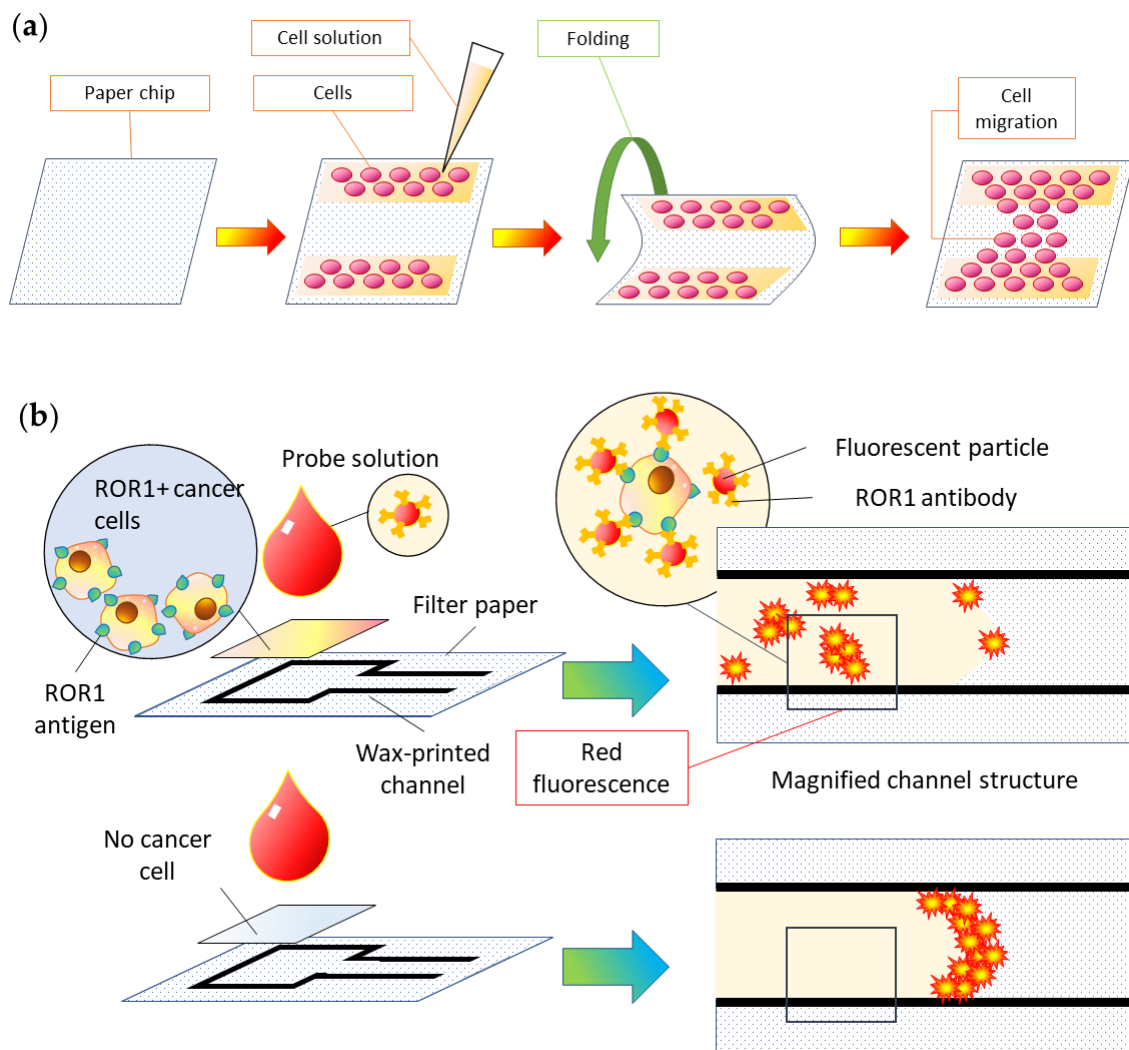 (a)
Cell solution
Folding
Paper chip
Cells
Cell
migration
(b)
Probe solution
ROR1+ cancer
cells
Fluorescent particle
ROR1 antibody
Filter paper
ROR1
antigen
Wax-printed
channel
Red
fluorescence
Magnified channel structure
No cancer
cell